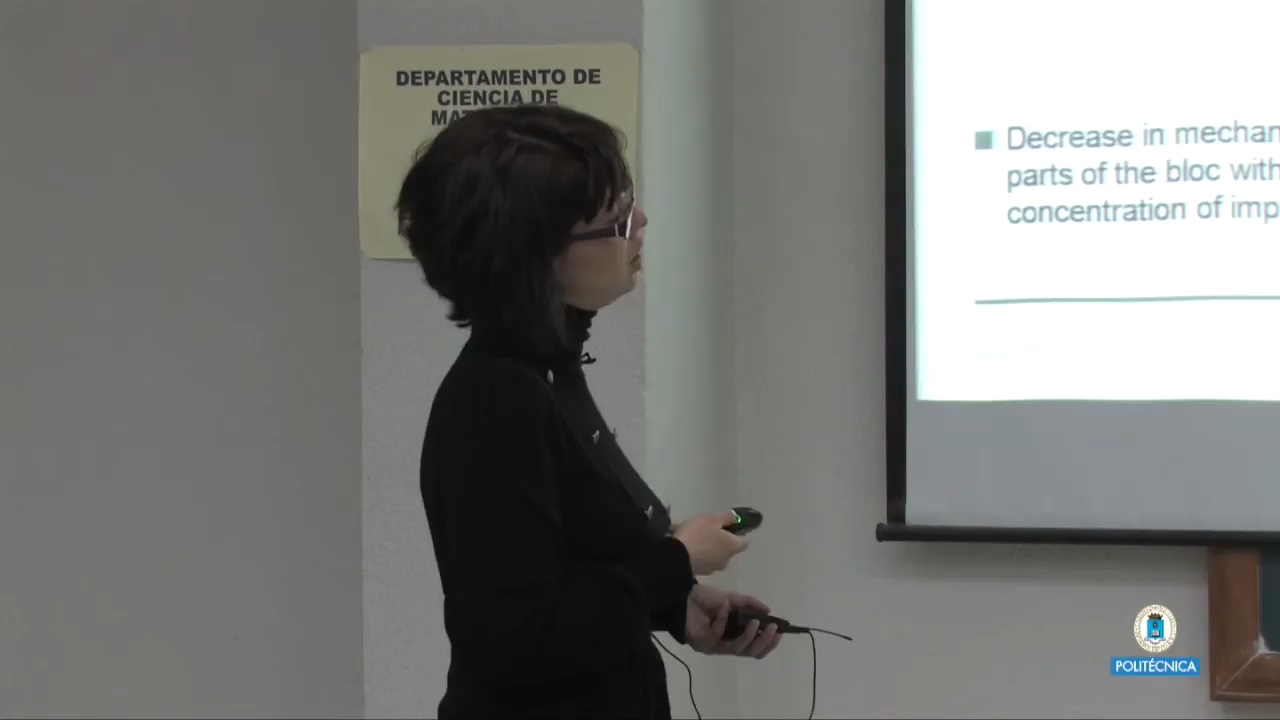 DEPARTAMENTO DE
CIENCIA DE
Decrease in mechan
parts of the bloc with
concentration of imp
POLITÉCNICA